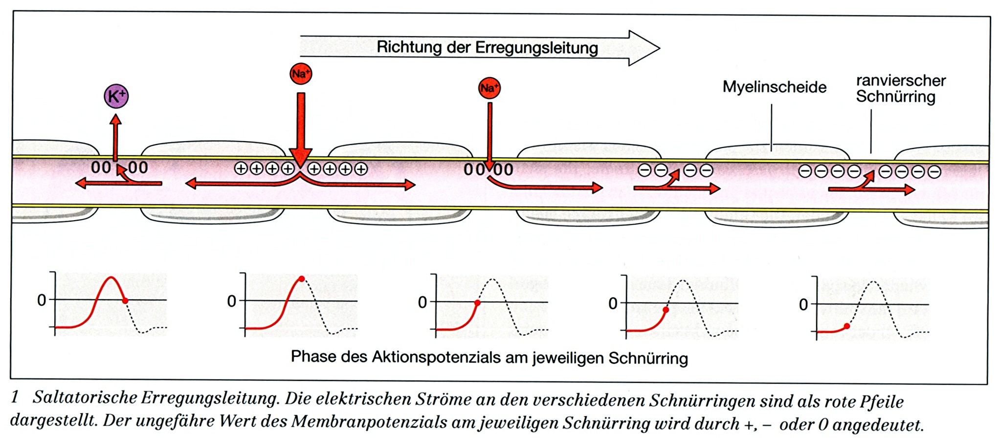 Richtung der Erregungsleitung
Na⁺
Na⁺
K⁺
Myelinscheide
ranvierscher
Schnürring
00 00
⊕⊕⊕⊕ ⊕⊕⊕⊕
00 00
⊖⊖ ⊖⊖
⊖⊖⊖⊖ ⊖⊖⊖⊖
0
0
0
0
0
Phase des Aktionspotenzials am jeweiligen Schnürring
1 Saltatorische Erregungsleitung. Die elektrischen Ströme an den verschiedenen Schnürringen sind als rote Pfeile
dargestellt. Der ungefähre Wert des Membranpotenzials am jeweiligen Schnürring wird durch +, – oder 0 angedeutet.